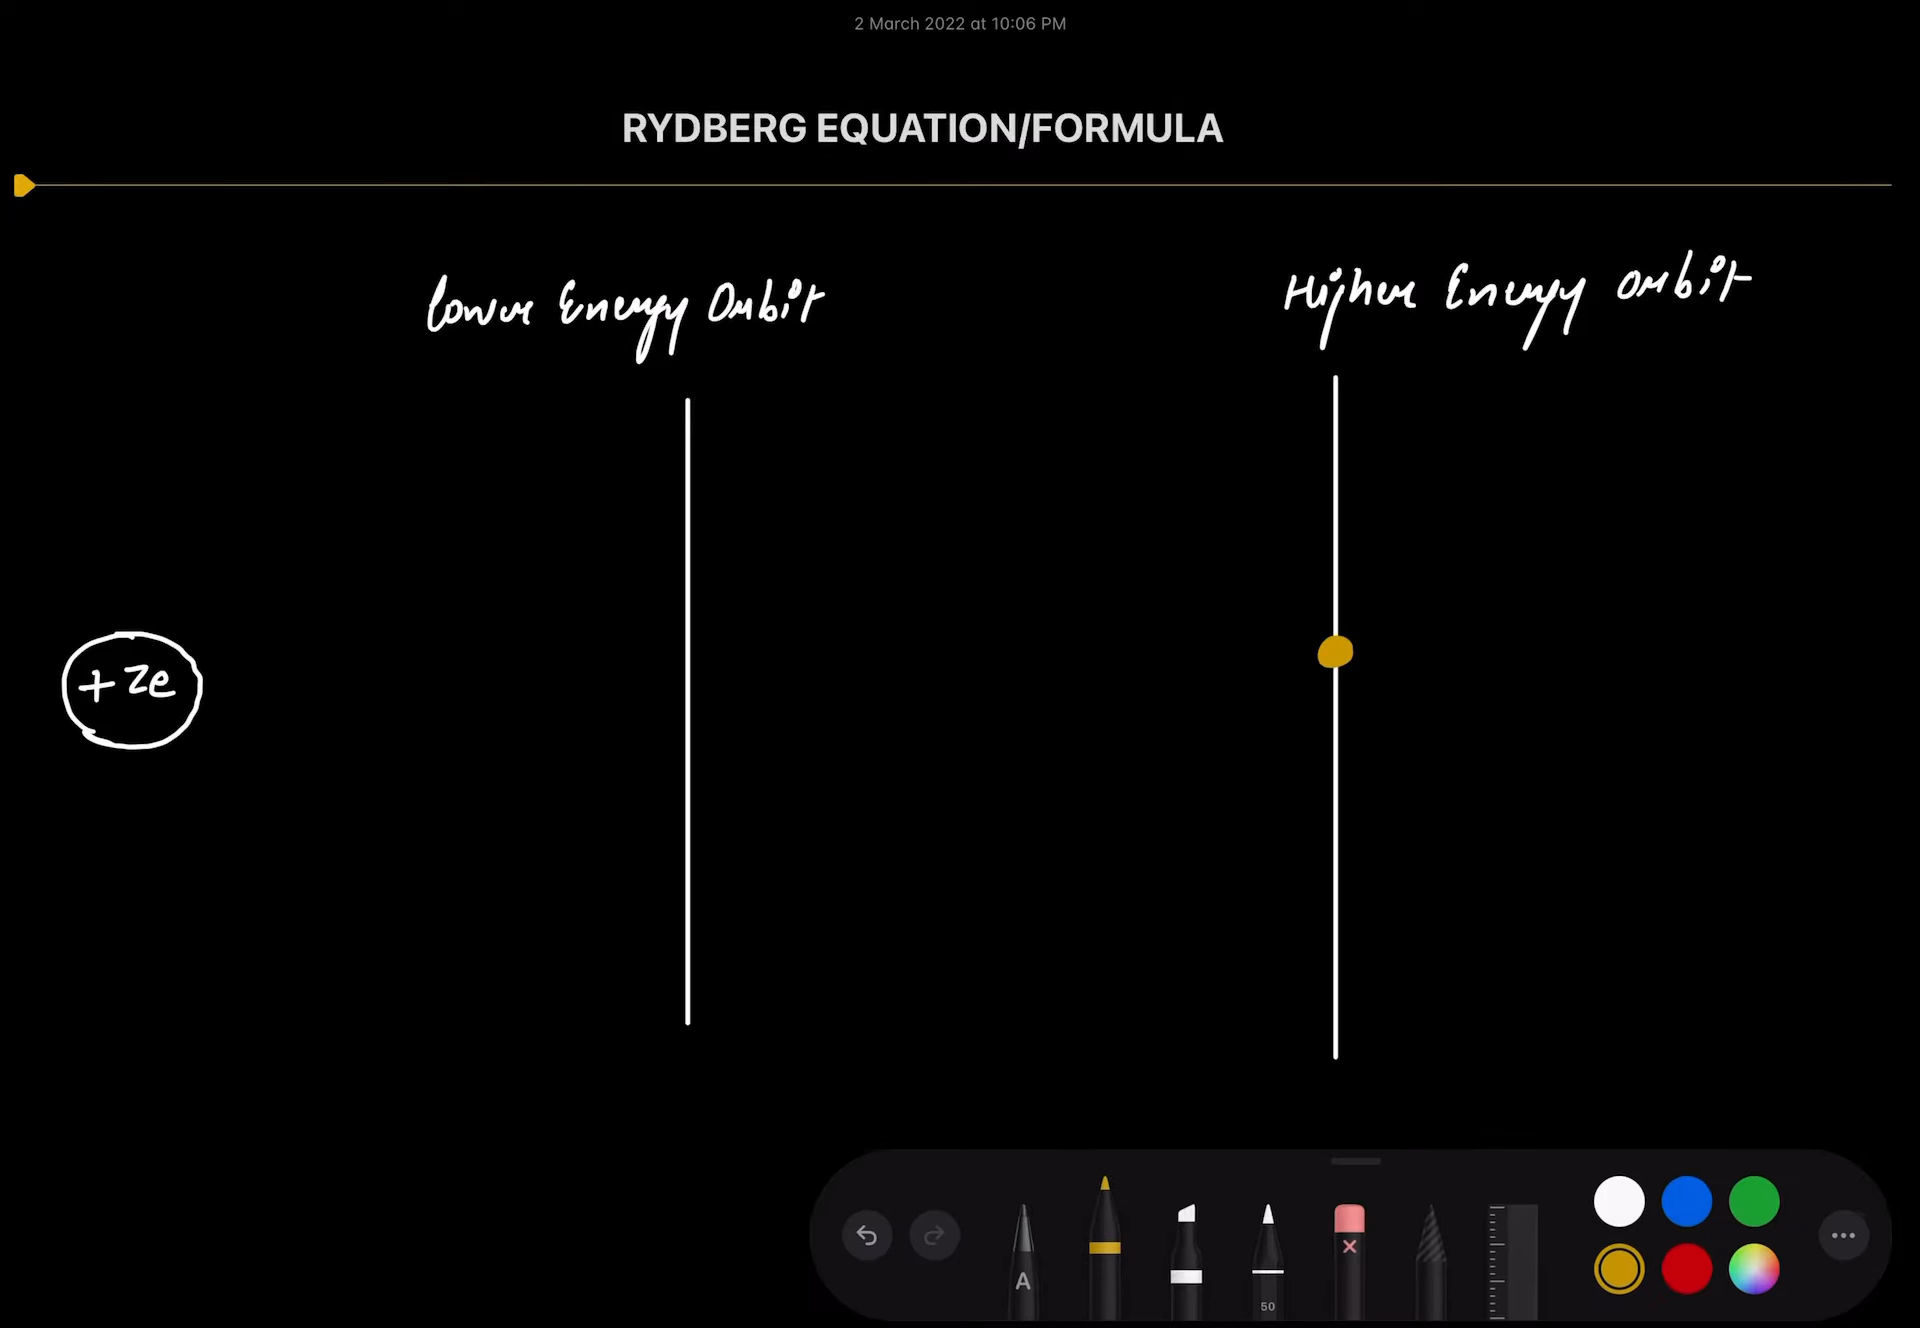 2 March 2022 at 10:06 PM
RYDBERG EQUATION/FORMULA
Lower Energy Orbit
Higher Energy Orbit
+ze
A
50